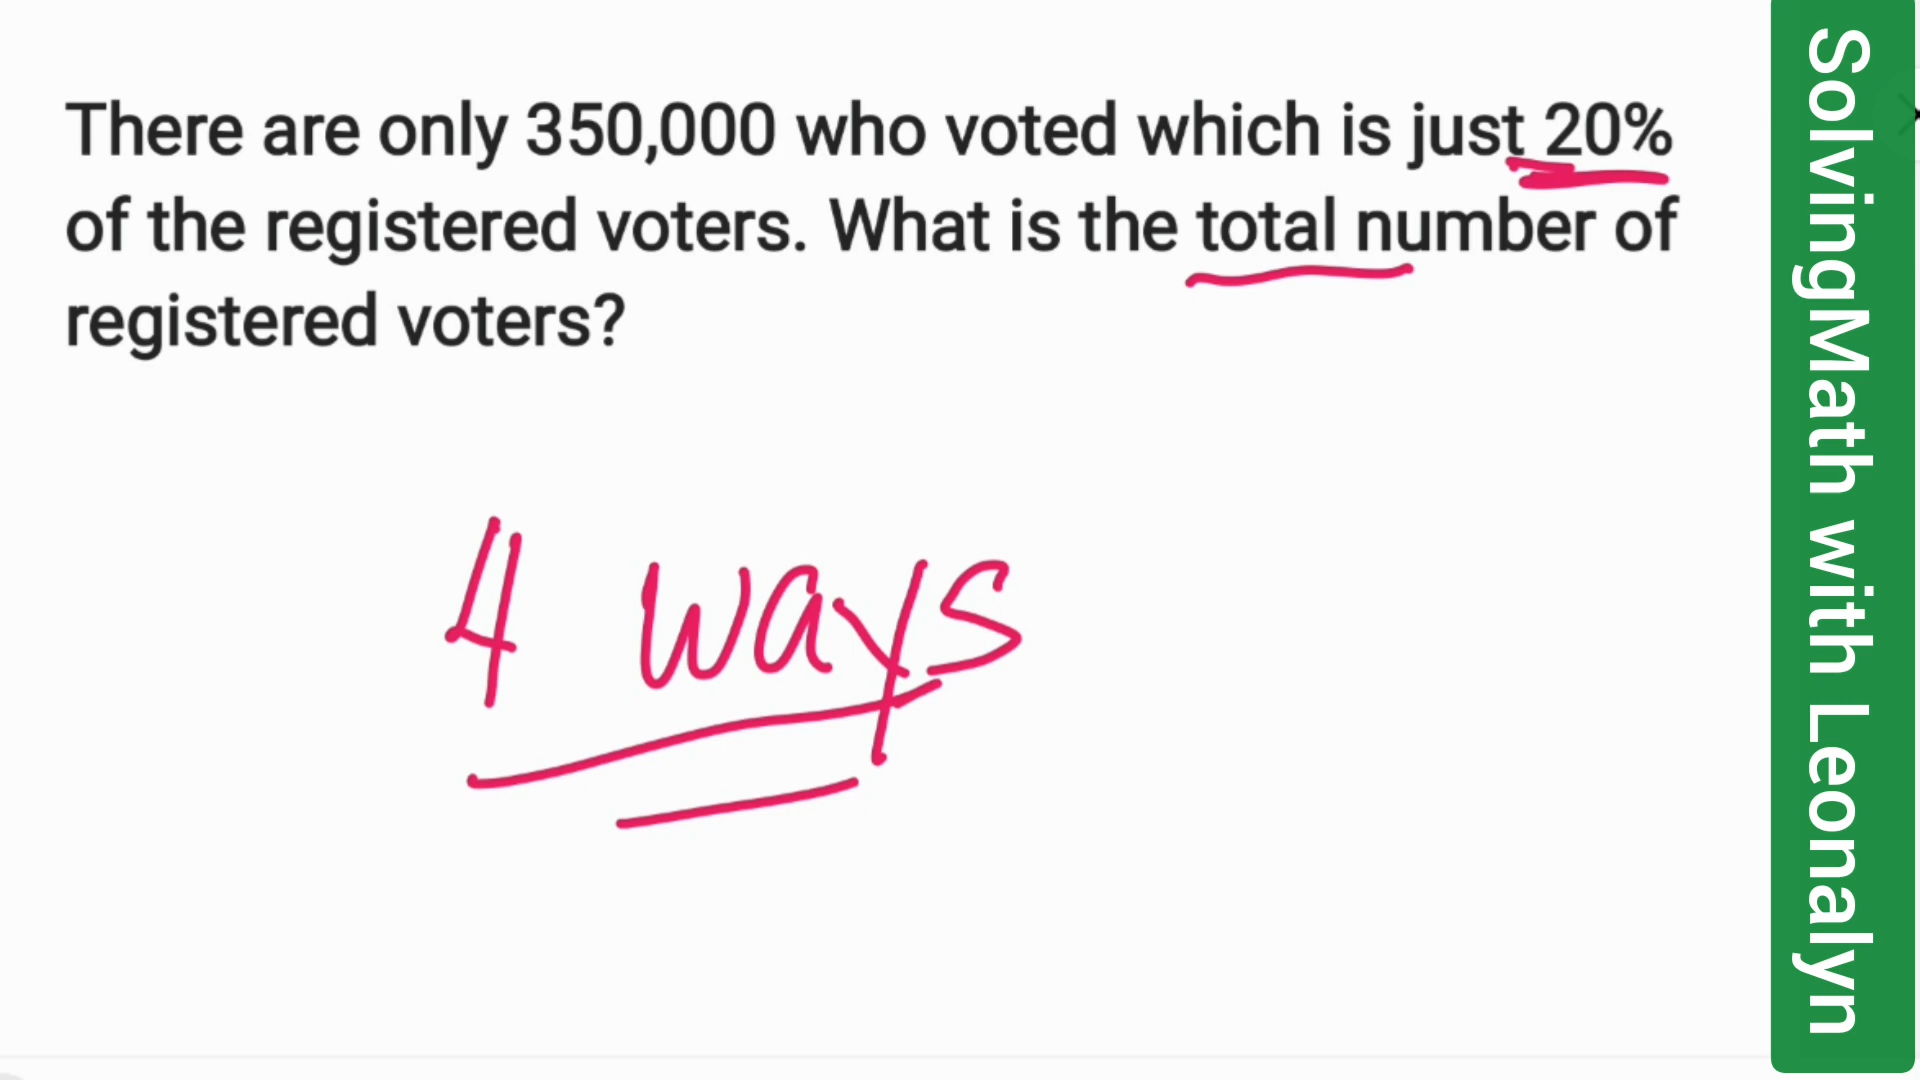 There are only 350,000 who voted which is just 20%
of the registered voters. What is the total number of
registered voters?
4 ways
SolvingMath with Leonalyn